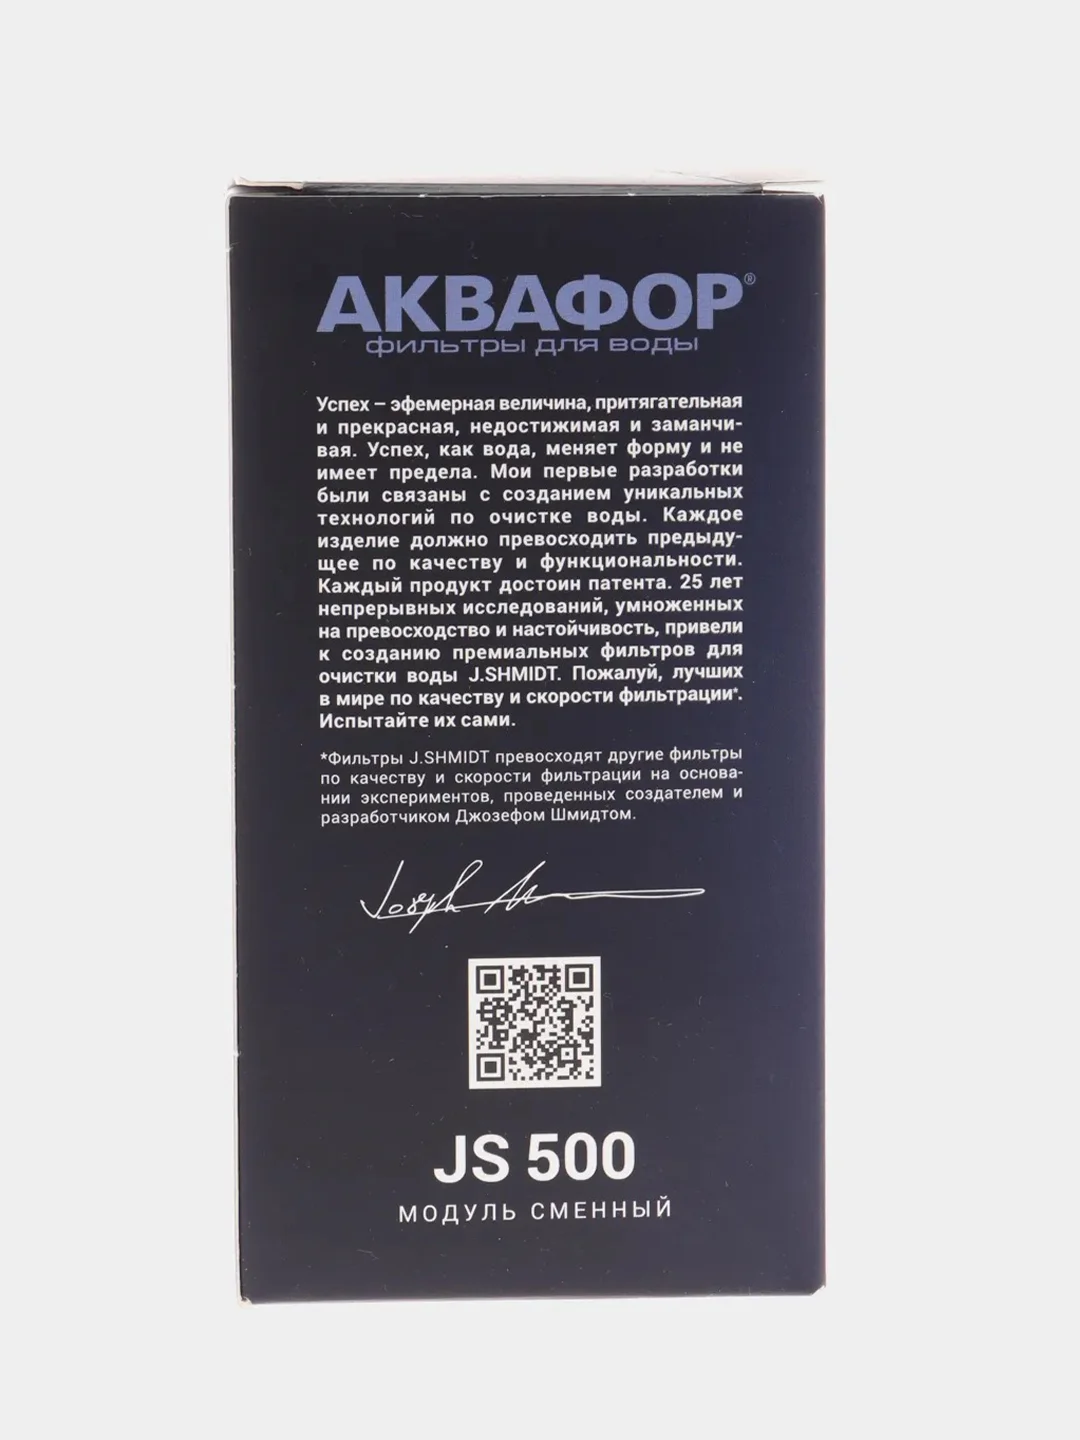 АКВАФОР®
фильтры для воды
Успех – эфемерная величина, притягательная
и прекрасная, недостижимая и заманчи-
вая. Успех, как вода, меняет форму и не
имеет предела. Мои первые разработки
были связаны с созданием уникальных
технологий по очистке воды. Каждое
изделие должно превосходить предыду-
щее по качеству и функциональности.
Каждый продукт достоин патента. 25 лет
непрерывных исследований, умноженных
на превосходство и настойчивость, привели
к созданию премиальных фильтров для
очистки воды J.SHMIDT. Пожалуй, лучших
в мире по качеству и скорости фильтрации*.
Испытайте их сами.
*Фильтры J.SHMIDT превосходят другие фильтры
по качеству и скорости фильтрации на основа-
нии экспериментов, проведенных создателем и
разработчиком Джозефом Шмидтом.
Joseph
JS 500
МОДУЛЬ СМЕННЫЙ